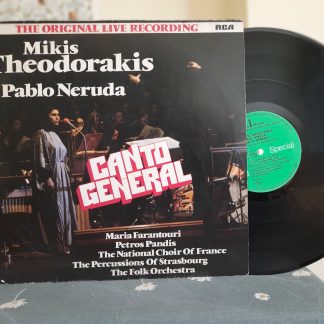 THE ORIGINAL LIVE RECORDING
RCA
Mikis
Theodorakis
Pablo Neruda
CANTO
GENERAL
Maria Farantouri
Petros Pandis
The National Choir Of France
The Percussions Of Strasbourg
The Folk Orchestra
Special